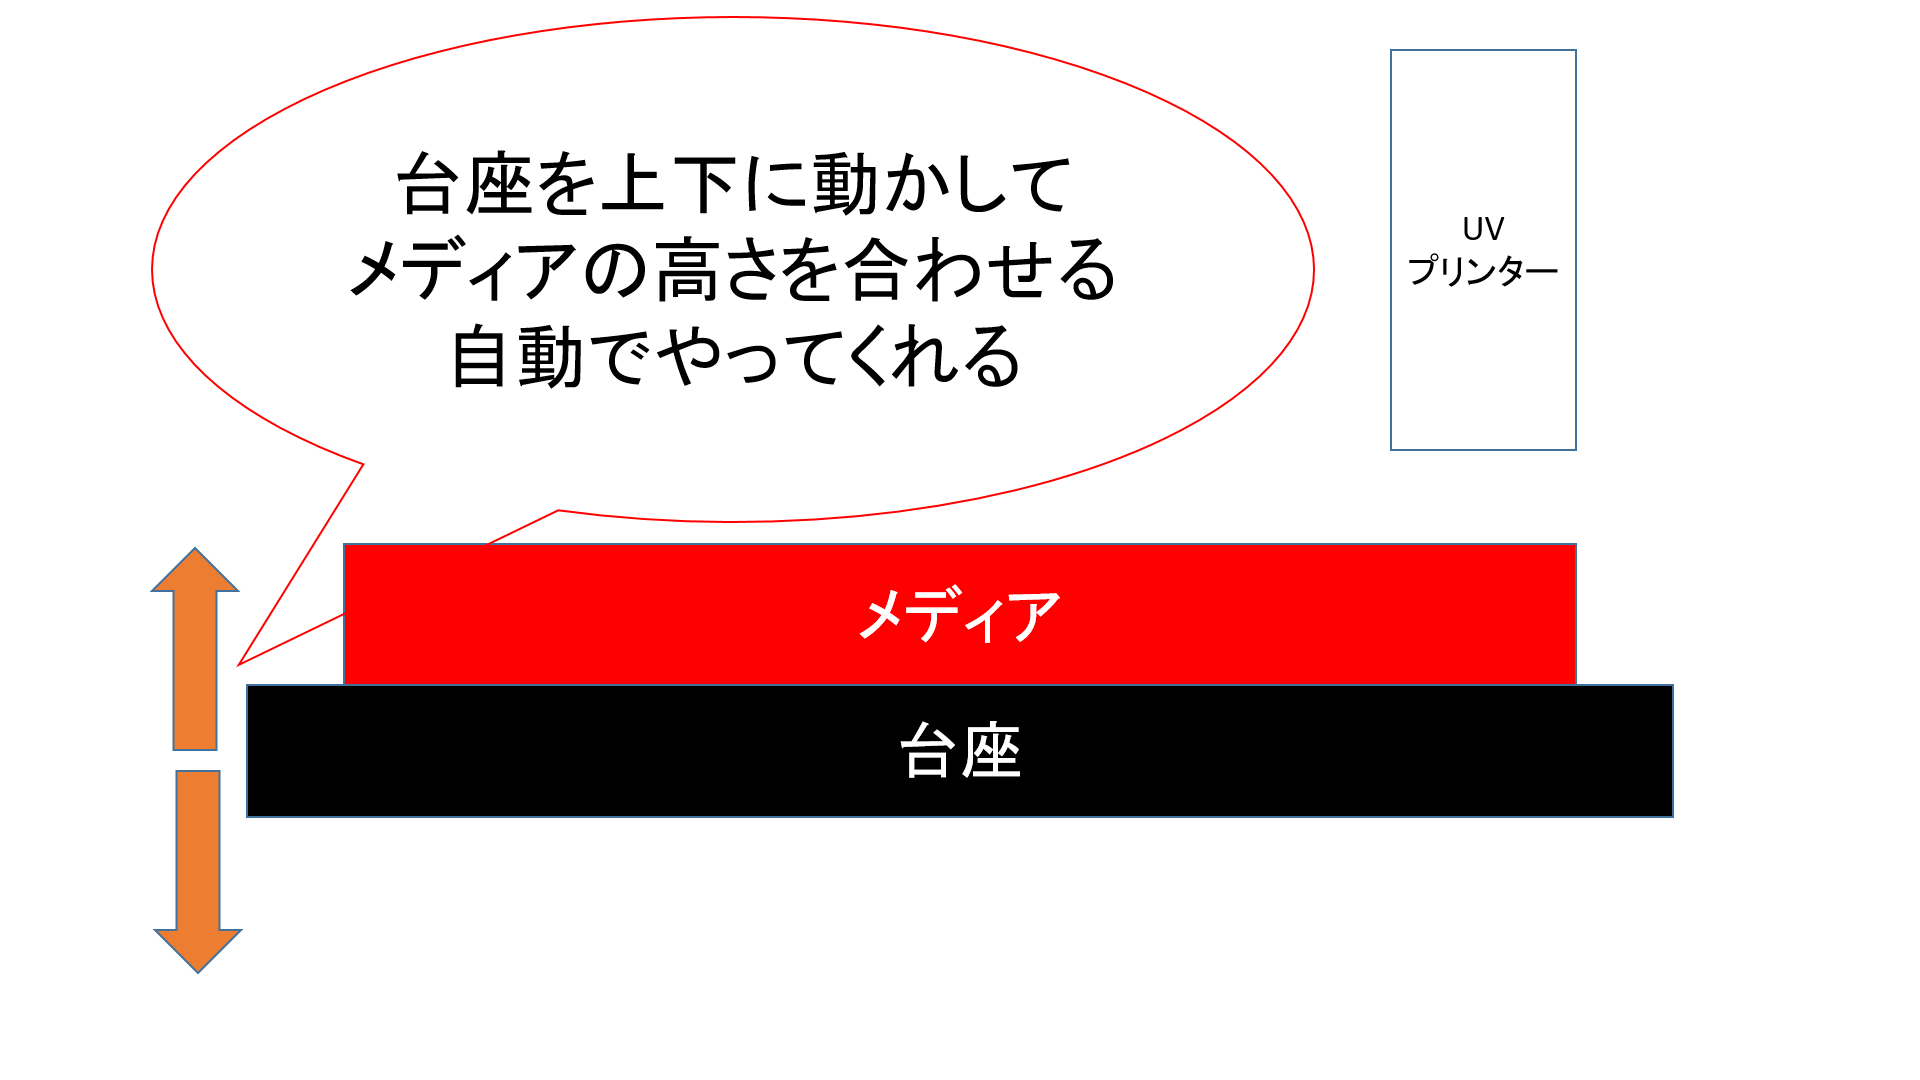 台座を上下に動かして
メディアの高さを合わせる
自動でやってくれる
UV
プリンター
メディア
台座